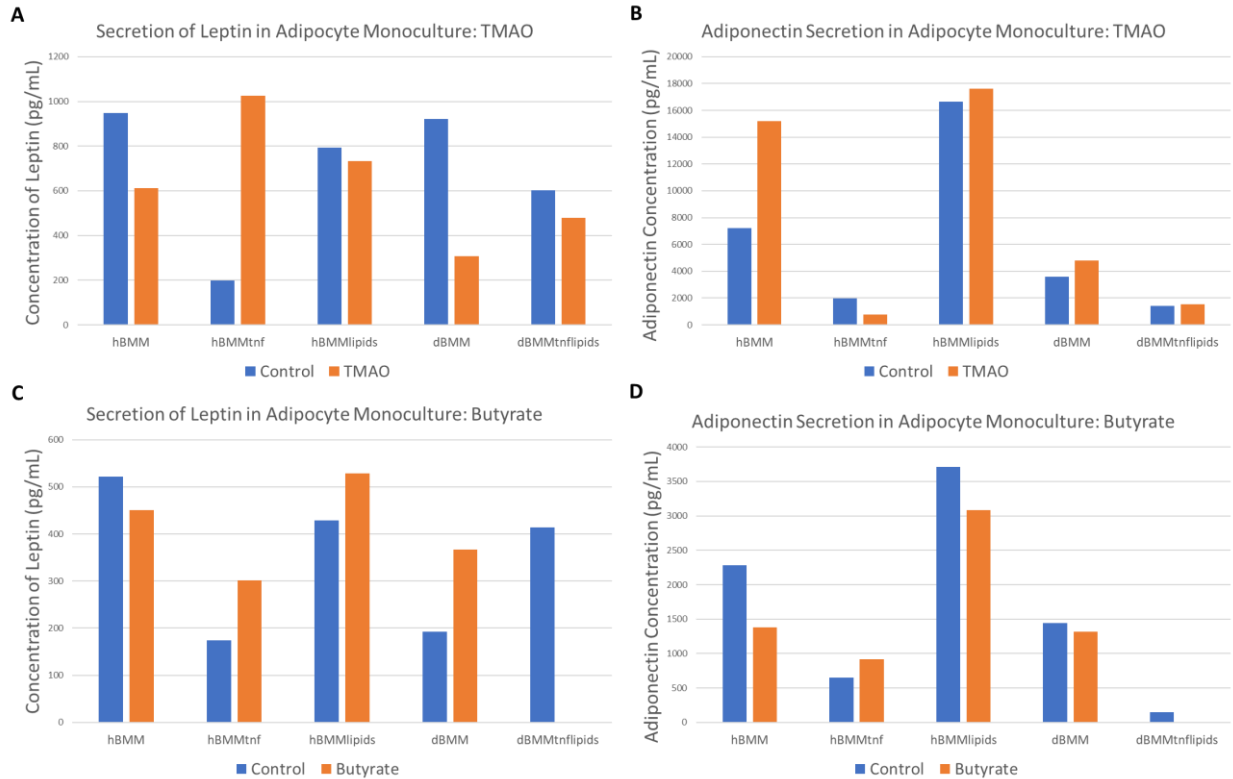 A
Secretion of Leptin in Adipocyte Monoculture: TMAO
Concentration of Leptin (pg/mL)
1200
1000
800
600
400
200
0
hBMM hBMMtnf hBMMlipids dBMM dBMMtnflipids
Control TMAO
B
Adiponectin Secretion in Adipocyte Monoculture: TMAO
Adiponectin Concentration (pg/mL)
20000
18000
16000
14000
12000
10000
8000
6000
4000
2000
0
hBMM hBMMtnf hBMMlipids dBMM dBMMtnflipids
Control TMAO
C
Secretion of Leptin in Adipocyte Monoculture: Butyrate
Concentration of Leptin (pg/mL)
600
500
400
300
200
100
0
hBMM hBMMtnf hBMMlipids dBMM dBMMtnflipids
Control Butyrate
D
Adiponectin Secretion in Adipocyte Monoculture: Butyrate
Adiponectin Concentration (pg/mL)
4000
3500
3000
2500
2000
1500
1000
500
0
hBMM hBMMtnf hBMMlipids dBMM dBMMtnflipids
Control Butyrate